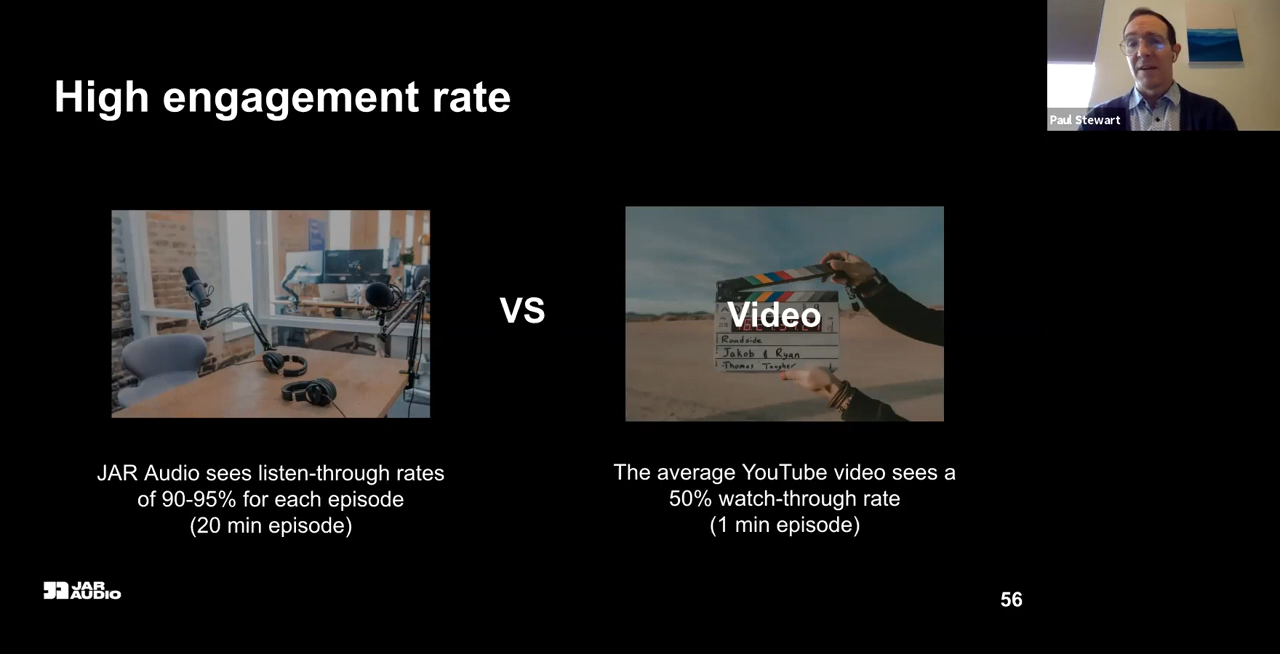 High engagement rate
Paul Stewart
VS
Video
Roadside
Jakob & Ryan
Thomas Taugher
JAR Audio sees listen-through rates
of 90-95% for each episode
(20 min episode)
The average YouTube video sees a
50% watch-through rate
(1 min episode)
JAR
AUDIO
56